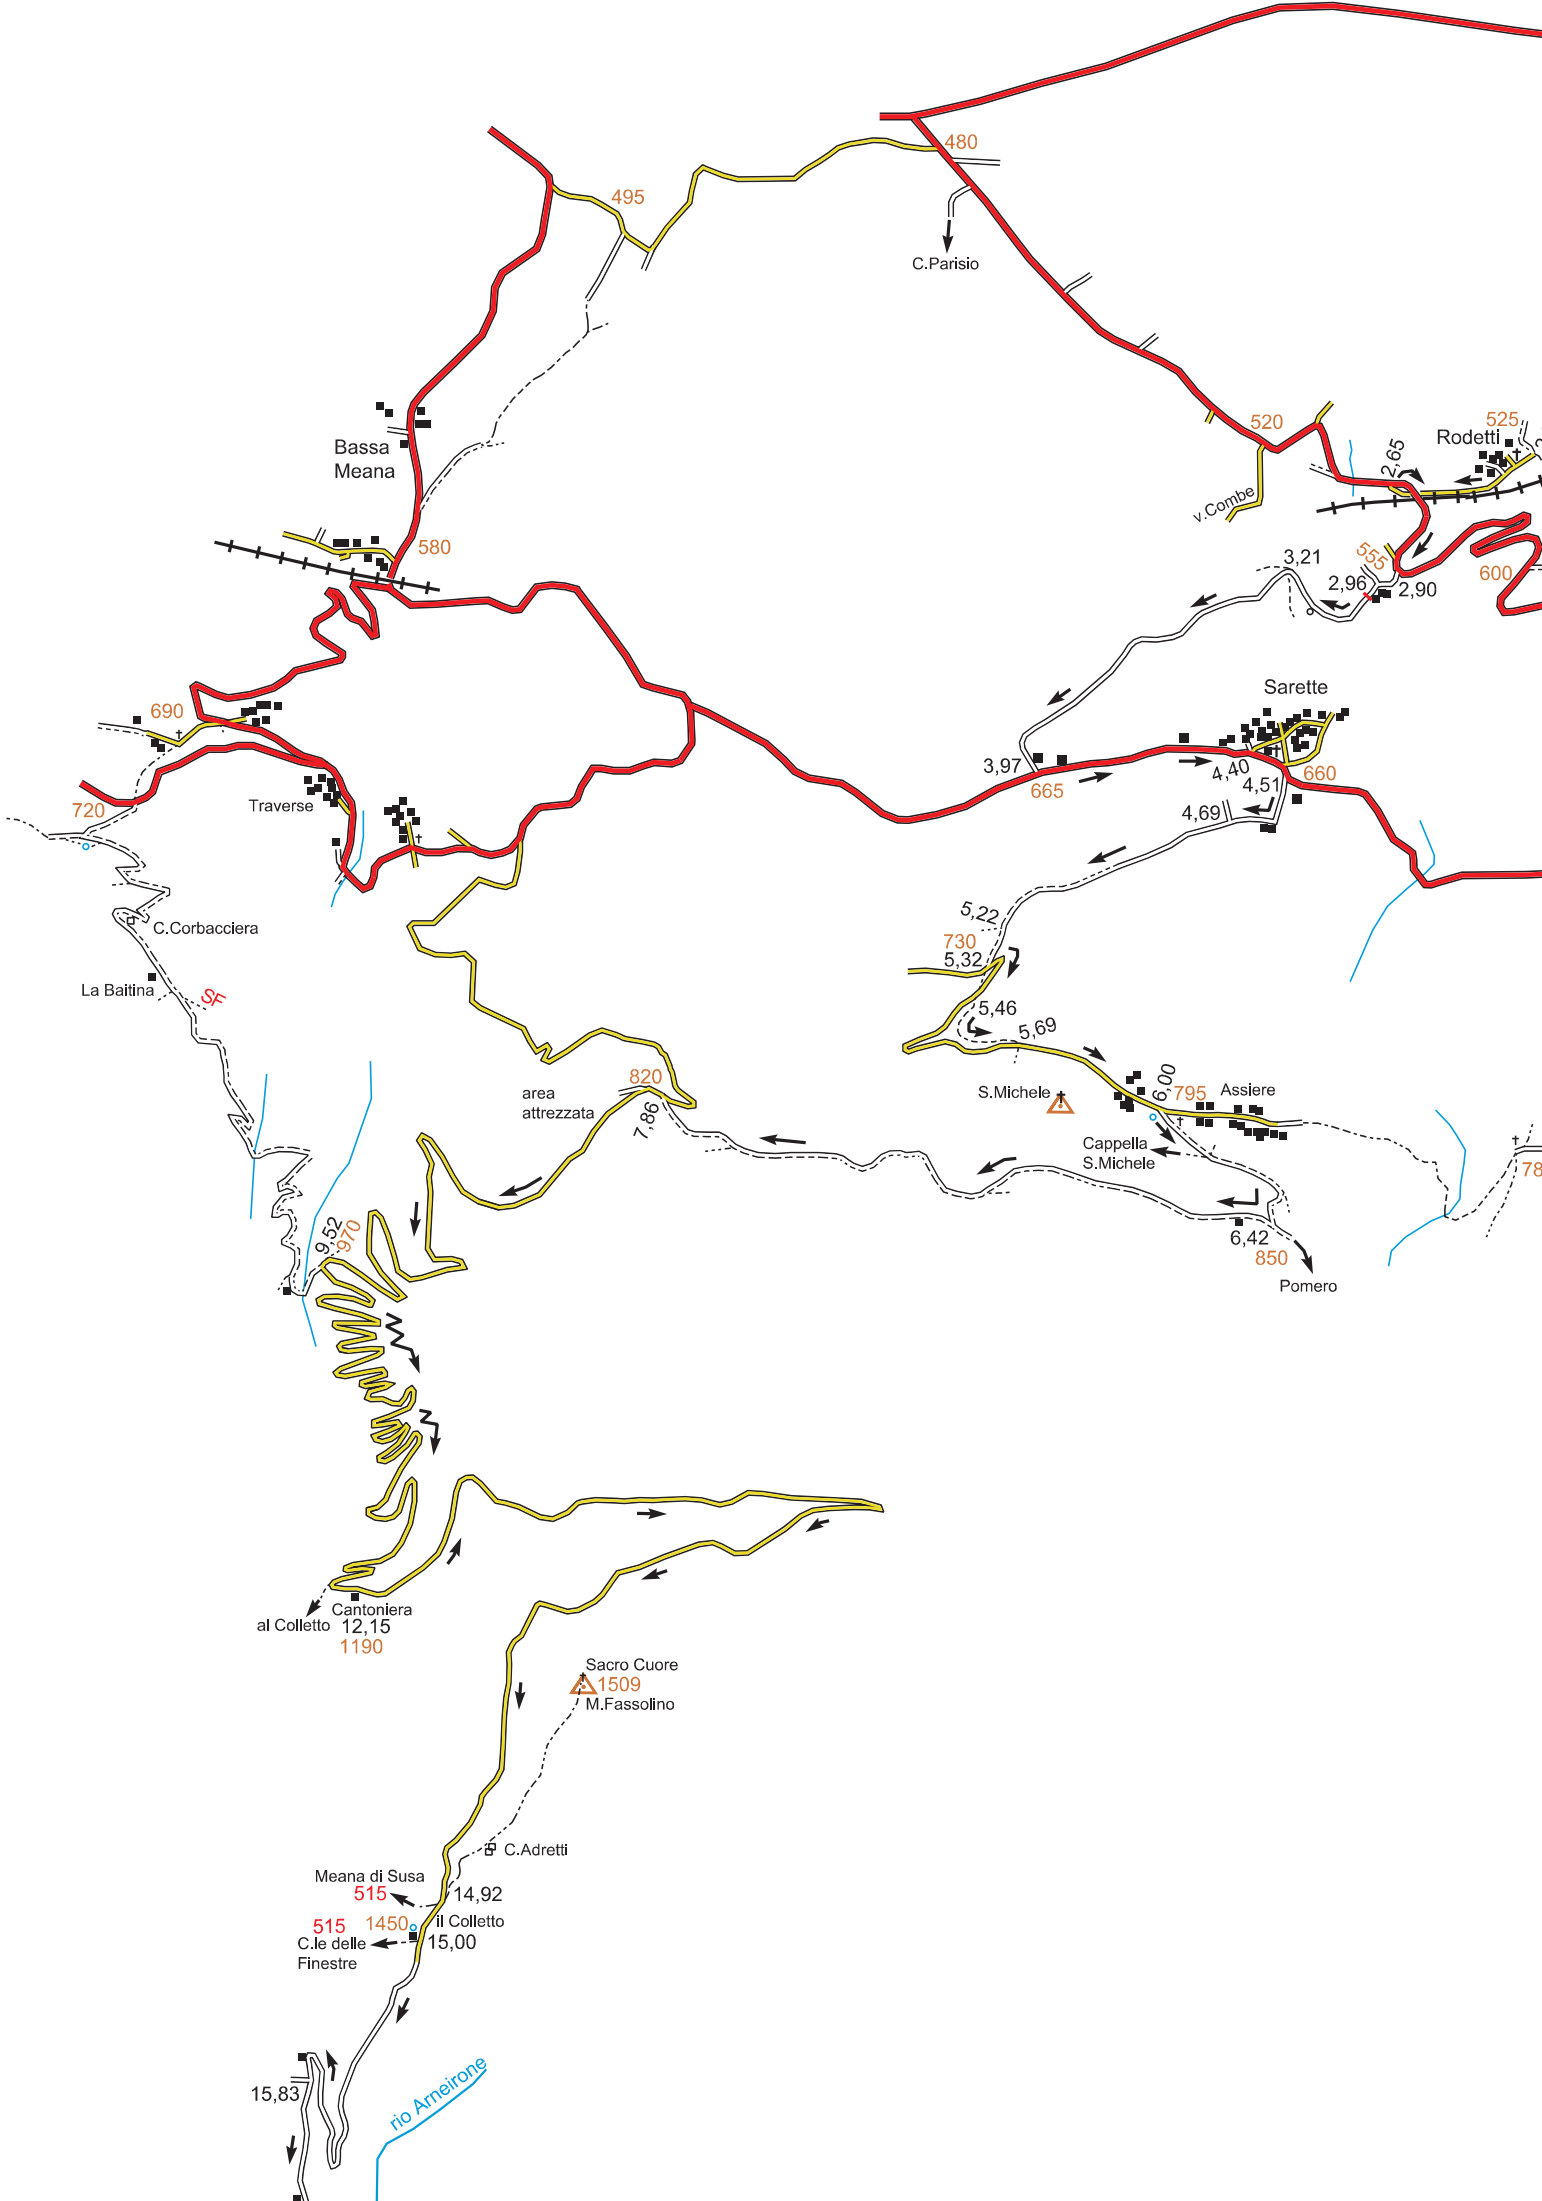 480
495
C.Parisio
520
525
Rodetti
2,65
Bassa
Meana
v.Combe
580
555
3,21
2,96
2,90
600
Sarette
690
3,97
665
4,40
660
4,51
720
Traverse
4,69
5,22
C.Corbacciera
730
5,32
La Baitina
SF
5,46
5,69
820
area
attrezzata
7,86
S.Michele
6,00
795
Assiere
Cappella
S.Michele
78
9,52
970
6,42
850
Pomero
Cantoniera
al Colletto
12,15
1190
Sacro Cuore
1509
M.Fassolino
C.Adretti
Meana di Susa
515
14,92
515
1450
il Colletto
C.le delle
Finestre
15,00
rio Arneirone
15,83